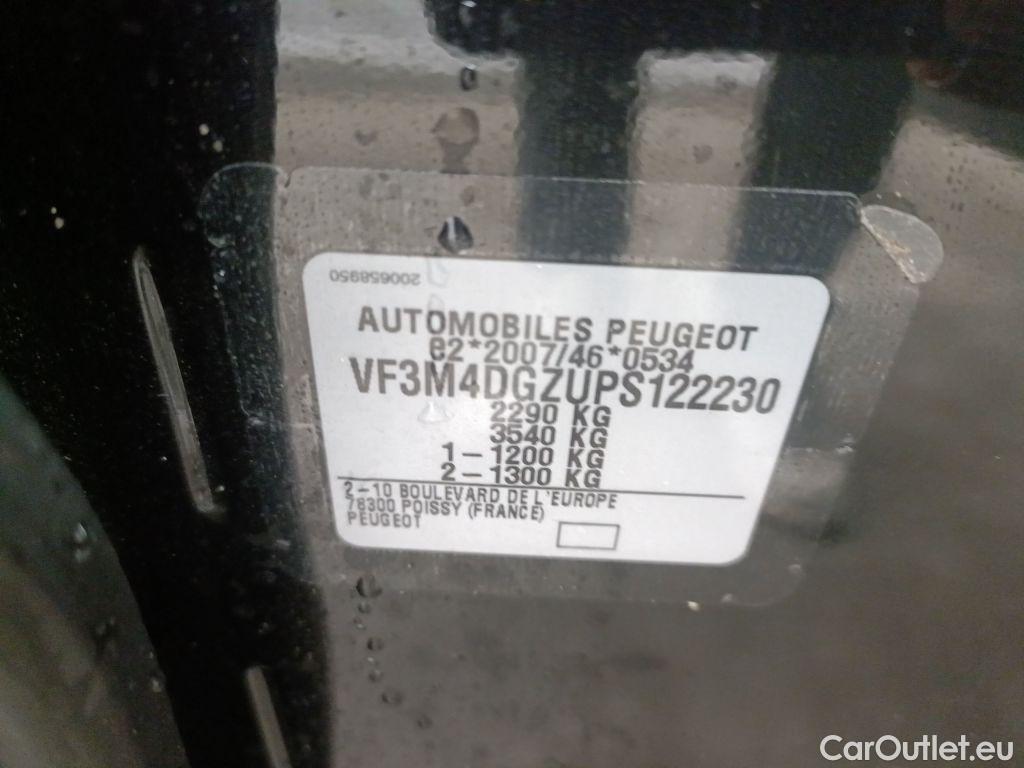 200658950
AUTOMOBILES PEUGEOT
e2*2007/46*0534
VF3M4DGZUPS122230
2290 KG
3540 KG
1-1200 KG
2-1300 KG
2-10 BOULEVARD DE L'EUROPE
78300 POISSY (FRANCE)
PEUGEOT
CarOutlet.eu